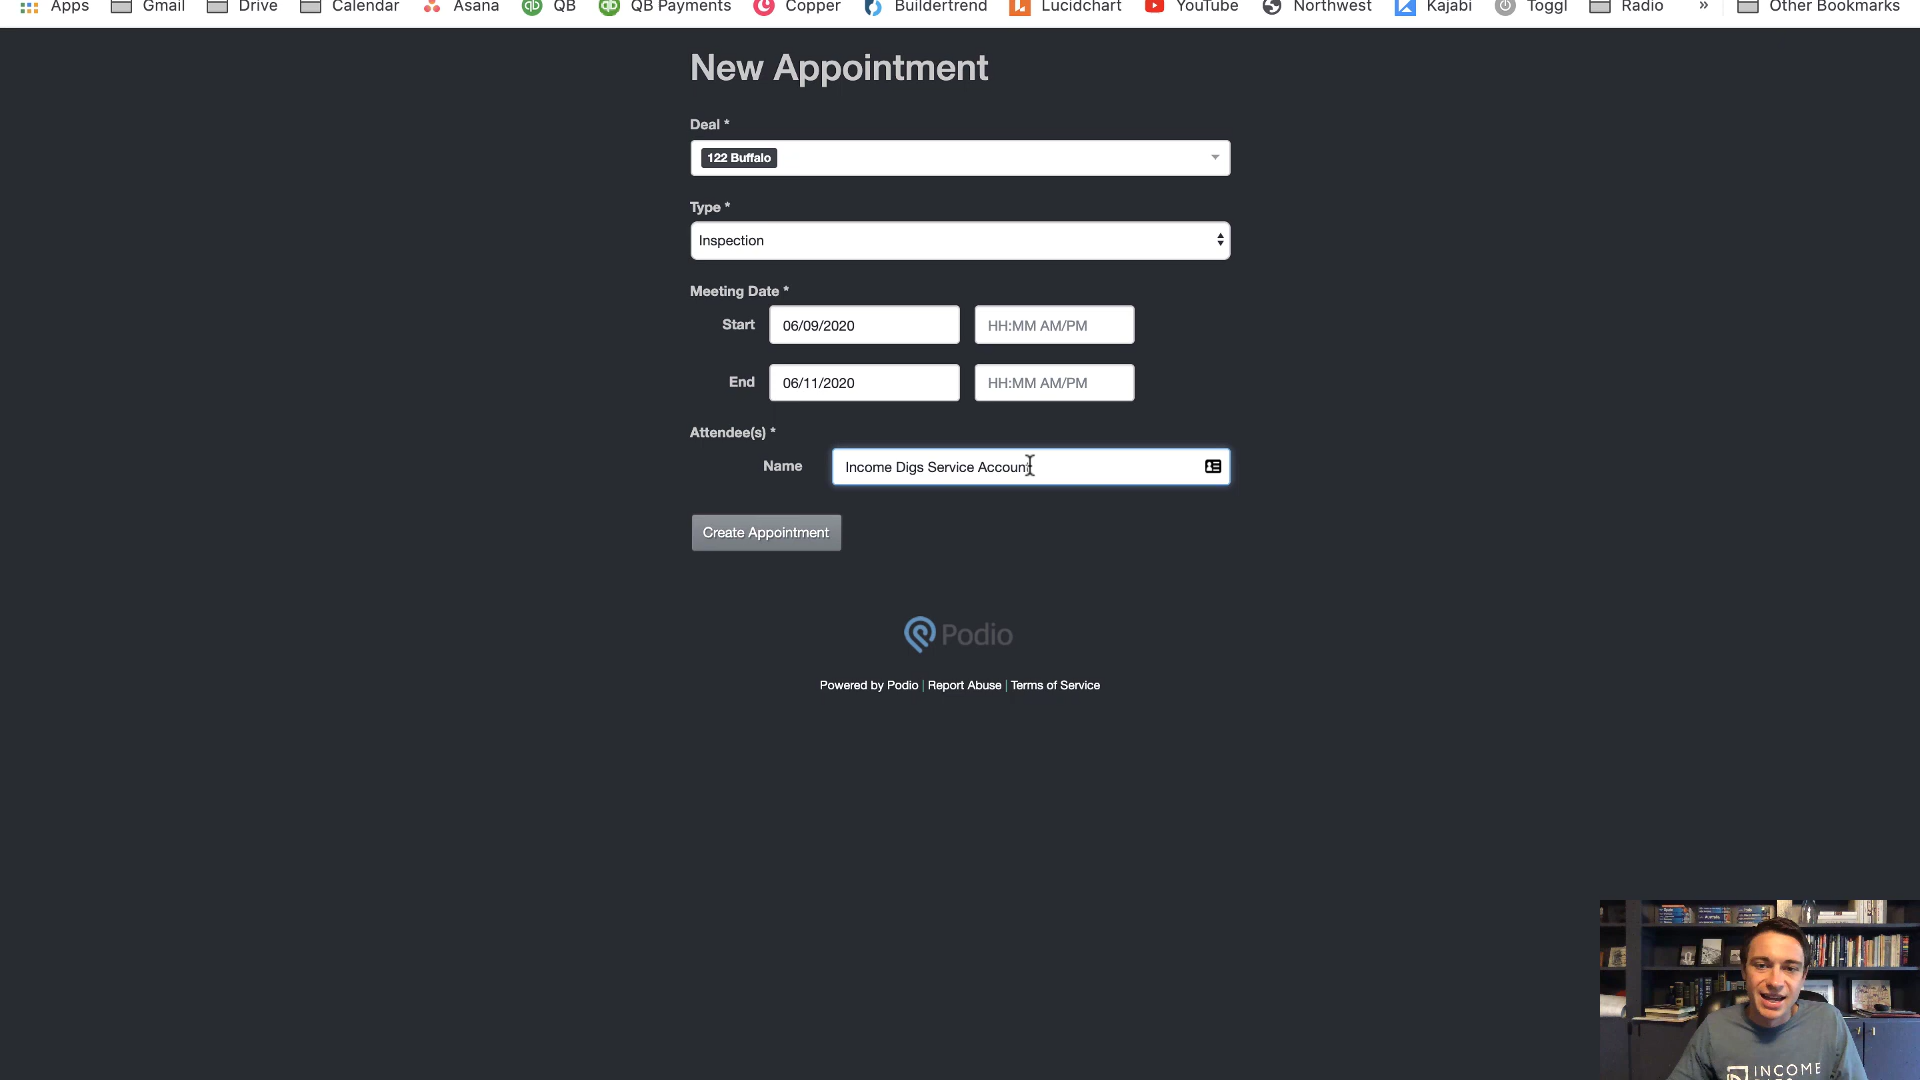 Apps Gmail Drive Calendar Asana QB QB Payments Copper Buildertrend Lucidchart YouTube Northwest Kajabi Toggl Radio » Other Bookmarks
New Appointment
Deal *
122 Buffalo
Type *
Inspection
Meeting Date *
Start 06/09/2020 HH:MM AM/PM
End 06/11/2020 HH:MM AM/PM
Attendee(s) *
Name Income Digs Service Account
Create Appointment
Podio
Powered by Podio | Report Abuse | Terms of Service
INCOME